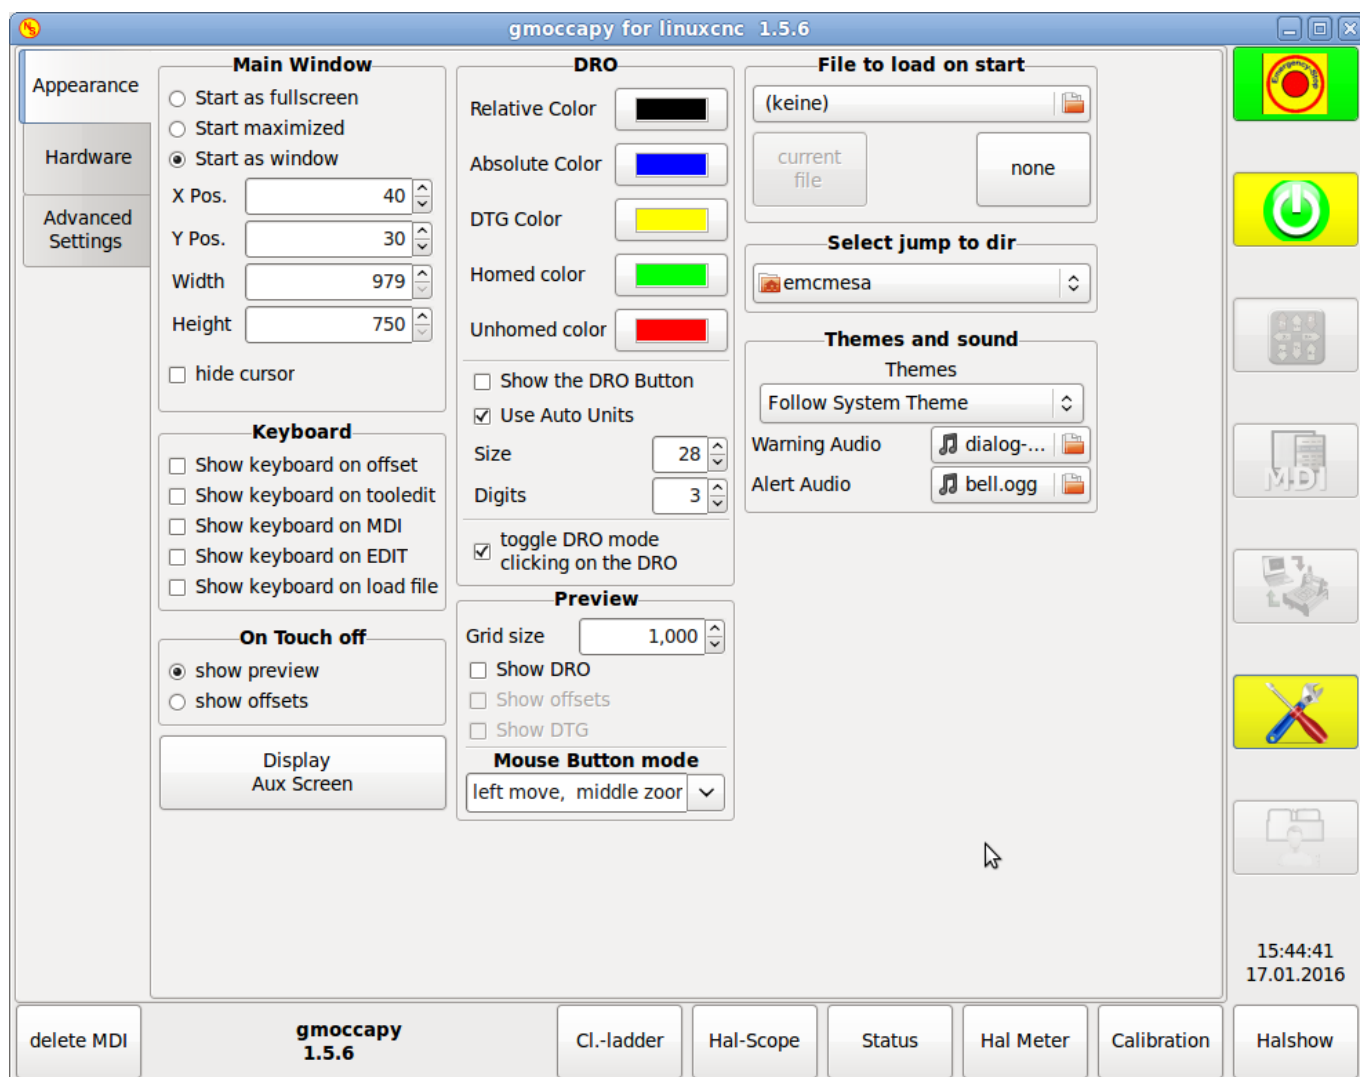 gmoccapy for linuxcnc 1.5.6
Appearance
Hardware
Advanced
Settings
Main Window
Start as fullscreen
Start maximized
Start as window
X Pos.
40
Y Pos.
30
Width
979
Height
750
hide cursor
Keyboard
Show keyboard on offset
Show keyboard on tooledit
Show keyboard on MDI
Show keyboard on EDIT
Show keyboard on load file
On Touch off
show preview
show offsets
Display
Aux Screen
DRO
Relative Color
Absolute Color
DTG Color
Homed color
Unhomed color
Show the DRO Button
Use Auto Units
Size
28
Digits
3
toggle DRO mode
clicking on the DRO
Preview
Grid size
1,000
Show DRO
Show offsets
Show DTG
Mouse Button mode
left move, middle zoor
File to load on start
(keine)
current
file
none
Select jump to dir
emcmesa
Themes and sound
Themes
Follow System Theme
Warning Audio
dialog-...
Alert Audio
bell.ogg
Emergency-Stop
MDI
15:44:41
17.01.2016
delete MDI
gmoccapy
1.5.6
Cl.-ladder
Hal-Scope
Status
Hal Meter
Calibration
Halshow